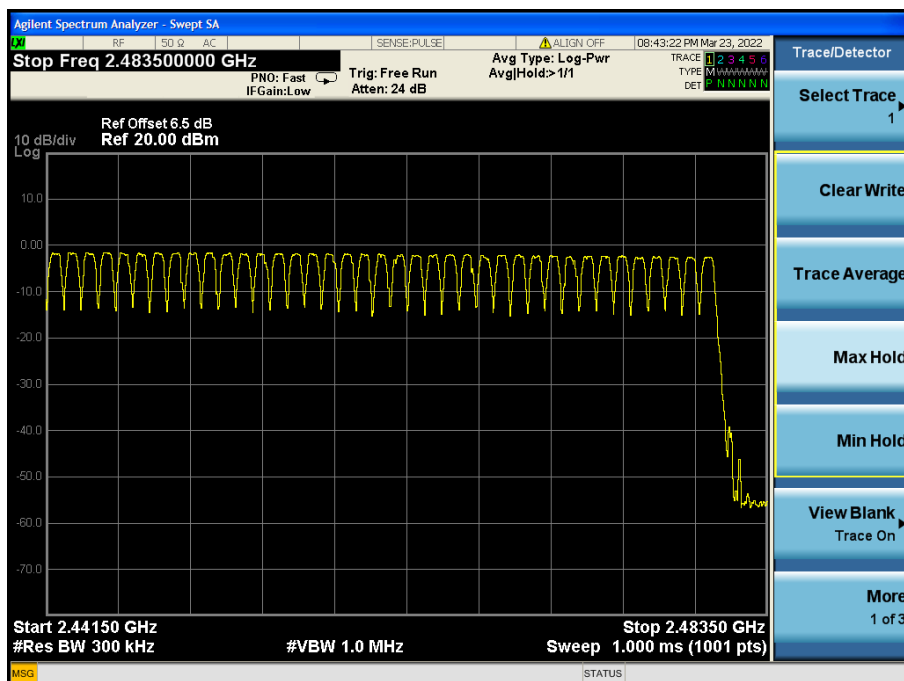 Agilent Spectrum Analyzer - Swept SA
LXI RF 50 Ω AC SENSE:PULSE ALIGN OFF 08:43:22 PM Mar 23, 2022
Stop Freq 2.483500000 GHz
PNO: Fast
IFGain:Low
Trig: Free Run
Atten: 24 dB
Avg Type: Log-Pwr
Avg|Hold:>1/1
TRACE 1 2 3 4 5 6
TYPE M WWWWW
DET P N N N N N
Trace/Detector
Select Trace
1
Clear Write
Trace Average
Max Hold
Min Hold
View Blank
Trace On
More
1 of 3
Ref Offset 6.5 dB
10 dB/div Ref 20.00 dBm
Log
10.0
0.00
-10.0
-20.0
-30.0
-40.0
-50.0
-60.0
-70.0
Start 2.44150 GHz Stop 2.48350 GHz
#Res BW 300 kHz #VBW 1.0 MHz Sweep 1.000 ms (1001 pts)
MSG STATUS